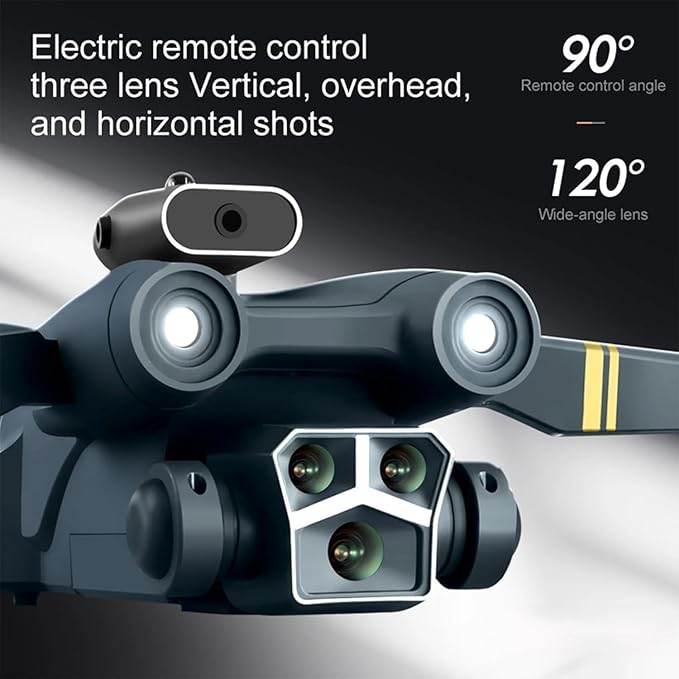 Electric remote control
three lens Vertical, overhead,
and horizontal shots
90°
Remote control angle
120°
Wide-angle lens